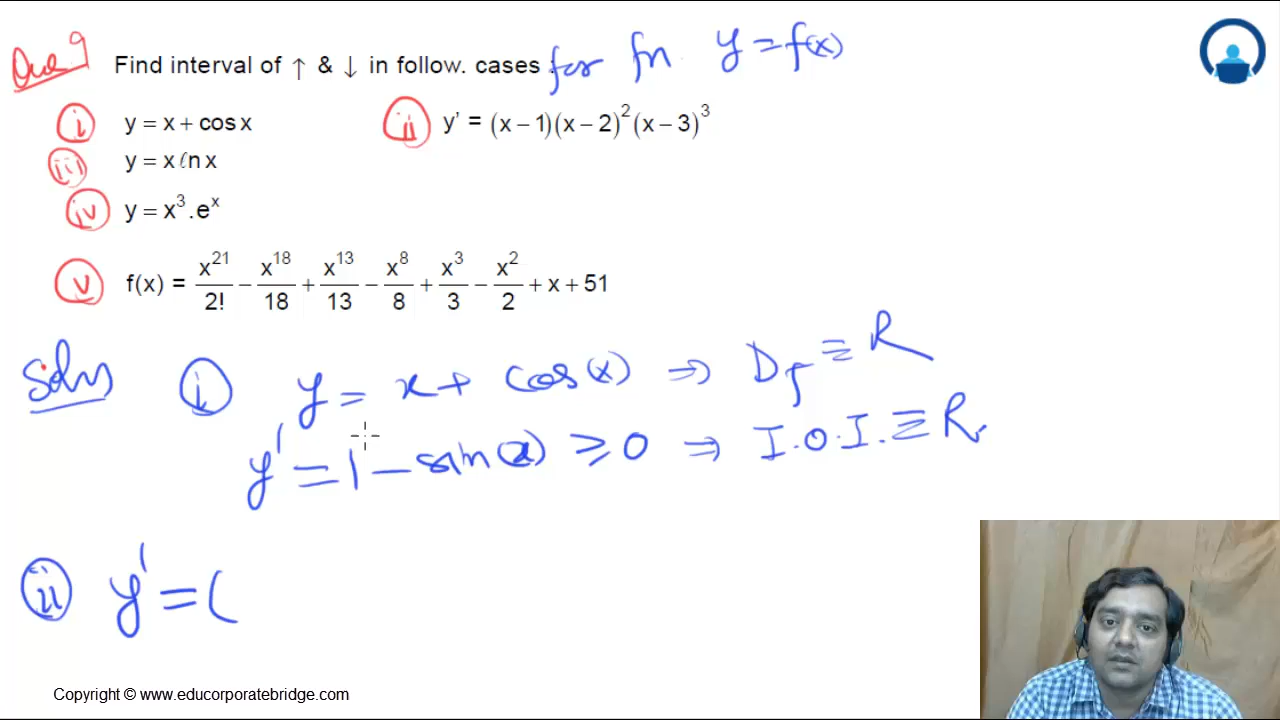 Que 9 Find interval of ↑ & ↓ in follow. cases for fn. y = f(x)
i y = x + cos x ii y' = (x − 1)(x − 2)² (x − 3)³
iii y = x ℓn x
iv y = x³ . eˣ
v f(x) = x²¹/2! − x¹⁸/18 + x¹³/13 − x⁸/8 + x³/3 − x²/2 + x + 51
Soln i y = x + cos(x) ⇒ D_f ≡ R
y' = 1 − sin(x) ≥ 0 ⇒ I.O.I. ≡ R
ii y' = (
Copyright © www.educorporatebridge.com